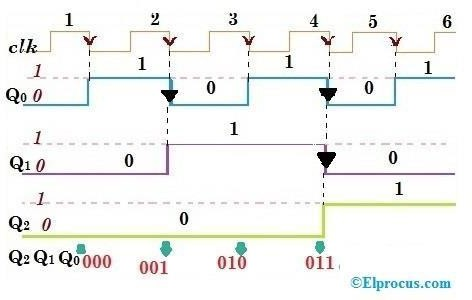 1 2 3 4 5 6
clk
1 1 1 1
Q0 0 0 0
1 1
Q1 0 0 0
1 1
Q2 0 0
Q2 Q1 Q0 000 001 010 011
©Elprocus.com